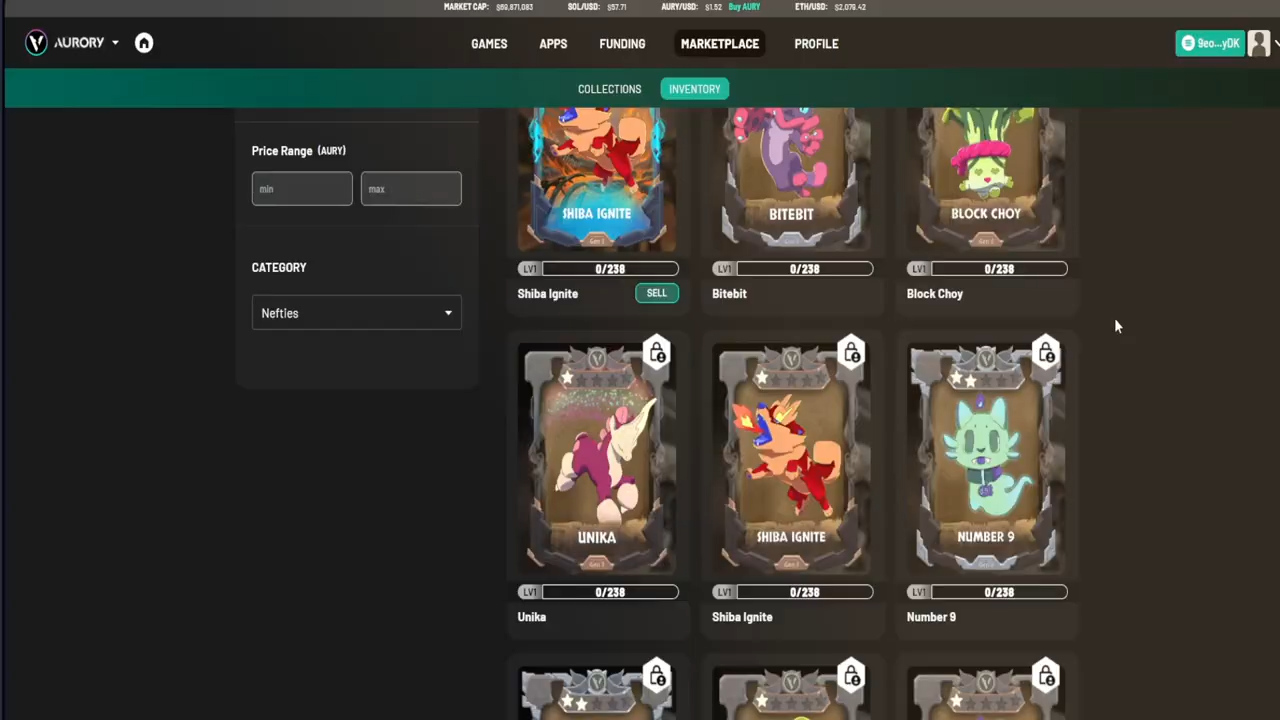 MARKET CAP: $69,871,083 SOL/USD: $57.71 AURY/USD: $1.52 Buy AURY ETH/USD: $2,079.42
AURORY GAMES APPS FUNDING MARKETPLACE PROFILE 9eo...yDK
COLLECTIONS INVENTORY
Price Range (AURY)
min max
CATEGORY
Nefties
SHIBA IGNITE BITEBIT BLOCK CHOY
LV1 0/238 LV1 0/238 LV1 0/238
Shiba Ignite SELL Bitebit Block Choy
UNIKA SHIBA IGNITE NUMBER 9
LV1 0/238 LV1 0/238 LV1 0/238
Unika Shiba Ignite Number 9